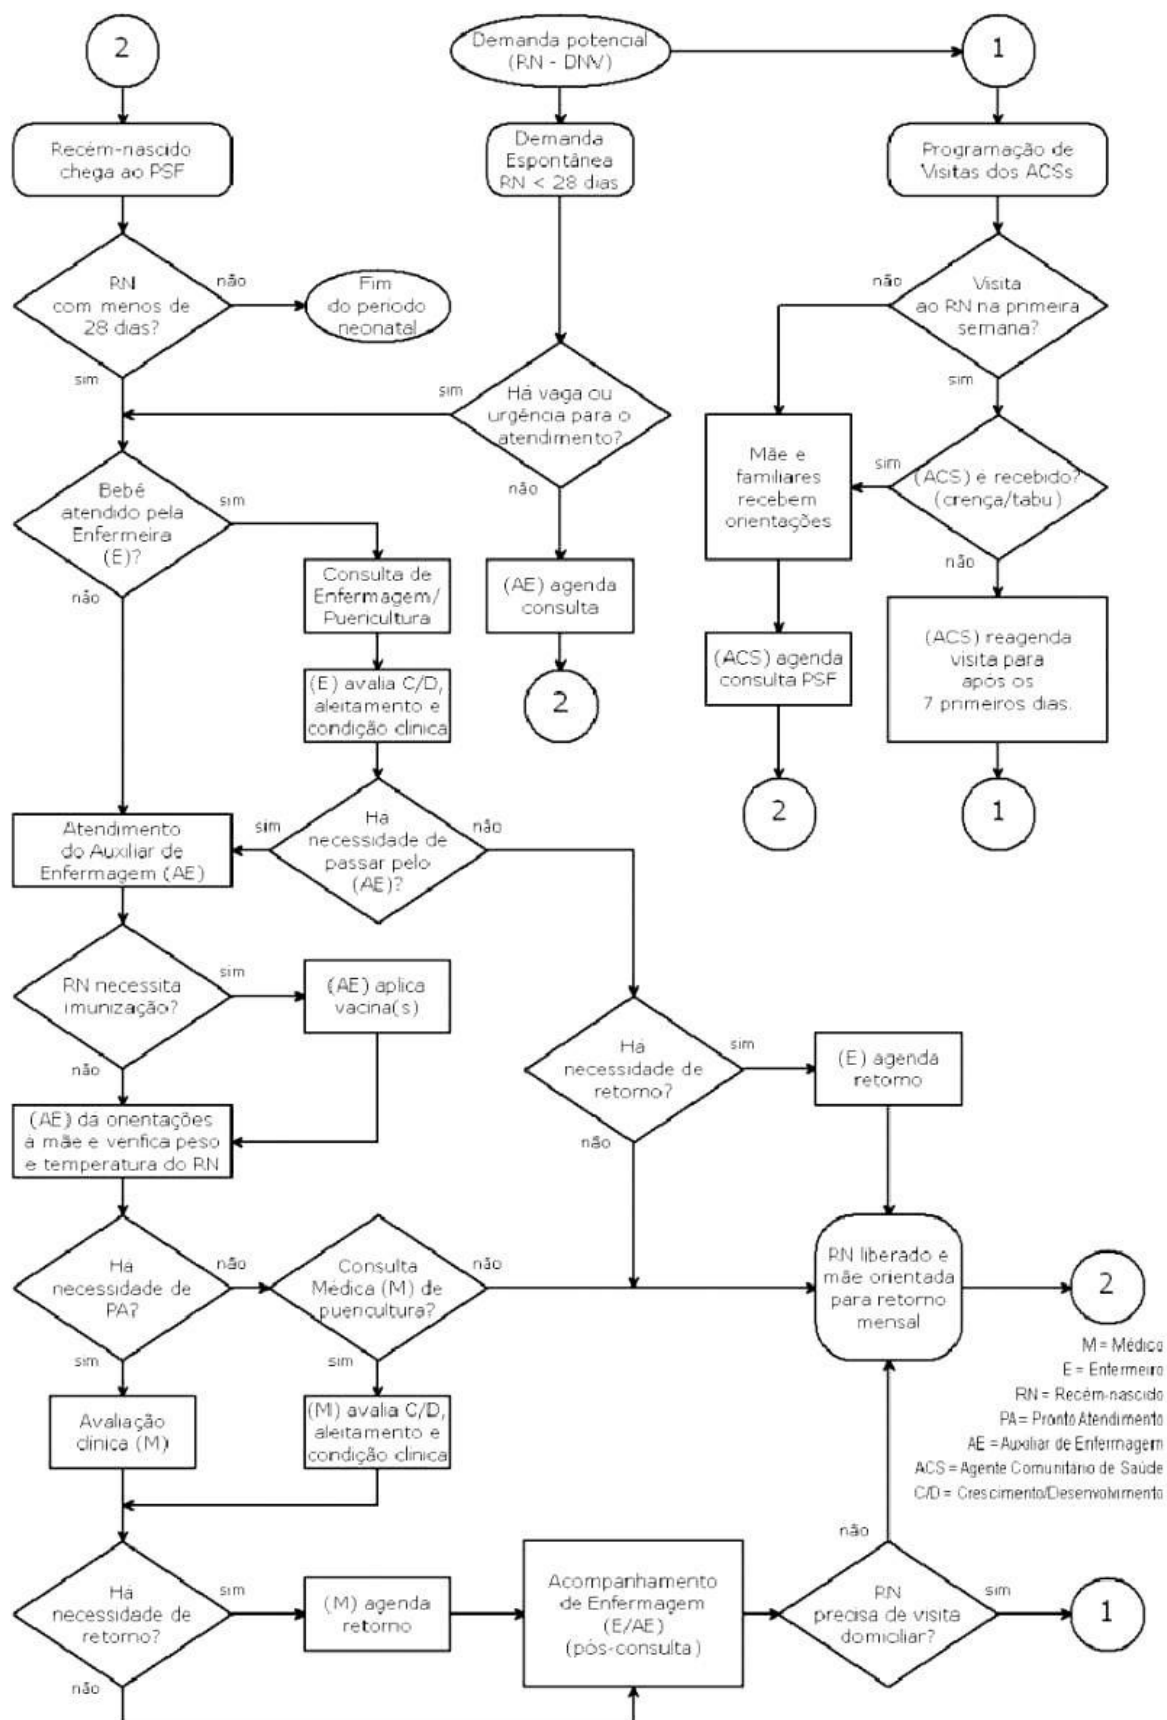 2
Demanda potencial
(RN - DNV)
1
Recém-nascido
chega ao PSF
Demanda
Espontânea
RN < 28 dias
Programação de
Visitas dos ACSs
RN
com menos de
28 dias?
não
Fim
do periodo
neonatal
sim
Há vaga ou
urgência para o
atendimento?
sim
não
não
Visita
ao RN na primeira
semana?
sim
Mãe e
familiares
recebem
orientações
sim
(ACS) é recebido?
(crença/tabu)
não
Bebê
atendido pela
Enfermeira
(E)?
sim
não
Consulta de
Enfermagem/
Puericultura
(AE) agenda
consulta
(ACS) agenda
consulta PSF
(ACS) reagenda
visita para
após os
7 primeiros dias.
(E) avalia C/D,
aleitamento e
condição clinica
2
2
1
Atendimento
do Auxiliar de
Enfermagem (AE)
sim
Há
necessidade de
passar pelo
(AE)?
não
RN necessita
imunização?
sim
não
(AE) aplica
vacina(s)
Há
necessidade de
retorno?
sim
não
(E) agenda
retorno
(AE) dá orientações
à mãe e verifica peso
e temperatura do RN
Há
necessidade de
PA?
não
sim
Consulta
Médica (M) de
puericultura?
não
sim
RN liberado e
mãe orientada
para retorno
mensal
2
M = Médico
E = Enfermeiro
RN = Recém-nascido
PA = Pronto Atendimento
AE = Auxiliar de Enfermagem
ACS = Agente Comunitário de Saúde
C/D = Crescimento/Desenvolvimento
Avaliação
clínica (M)
(M) avalia C/D,
aleitamento e
condição clinica
não
Há
necessidade de
retorno?
sim
não
(M) agenda
retorno
Acompanhamento
de Enfermagem
(E/AE)
(pós-consulta)
RN
precisa de visita
domiciliar?
sim
1